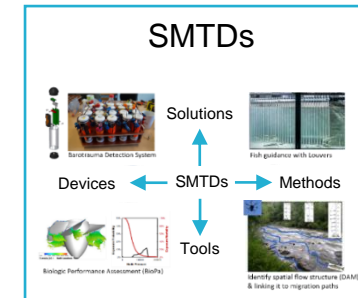 SMTDs
Solutions
Barotrauma Detection System
Fish guidance with Louvers
Devices
SMTDs
Methods
Tools
Biologic Performance Assessment (BioPa)
Identify spatial flow structure (DAM)
& linking it to migration paths